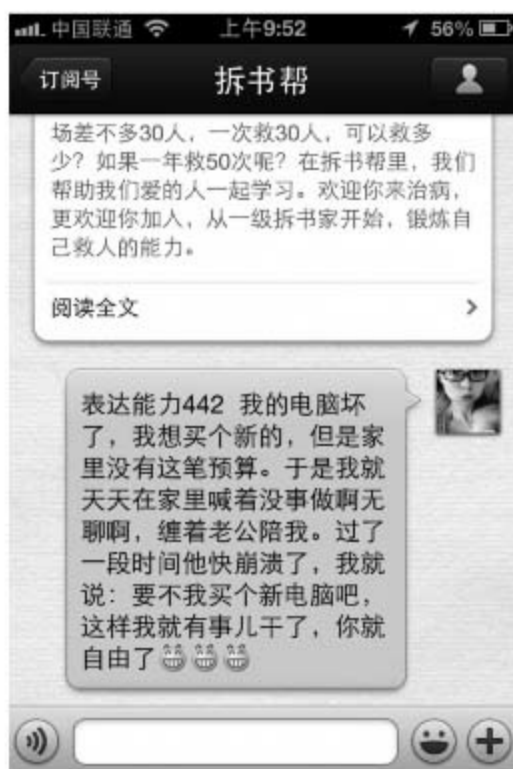 中国联通 上午9:52 56%
订阅号 拆书帮
场差不多30人，一次救30人，可以救多
少？如果一年救50次呢？在拆书帮里，我们
帮助我们爱的人一起学习。欢迎你来治病，
更欢迎你加人，从一级拆书家开始，锻炼自
己救人的能力。
阅读全文
表达能力442 我的电脑坏
了，我想买个新的，但是家
里没有这笔预算。于是我就
天天在家里喊着没事做啊无
聊啊，缠着老公陪我。过了
一段时间他快崩溃了，我就
说：要不我买个新电脑吧，
这样我就有事儿干了，你就
自由了😁😁😁